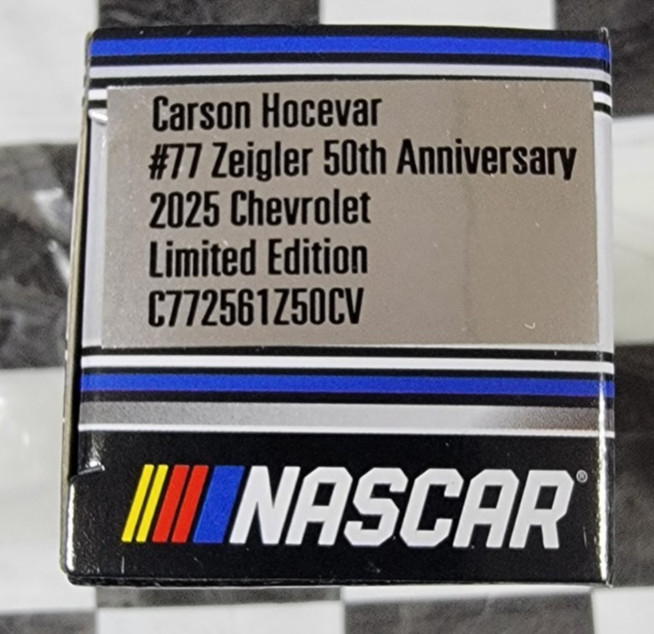 Carson Hocevar
#77 Zeigler 50th Anniversary
2025 Chevrolet
Limited Edition
C772561Z50CV
NASCAR®